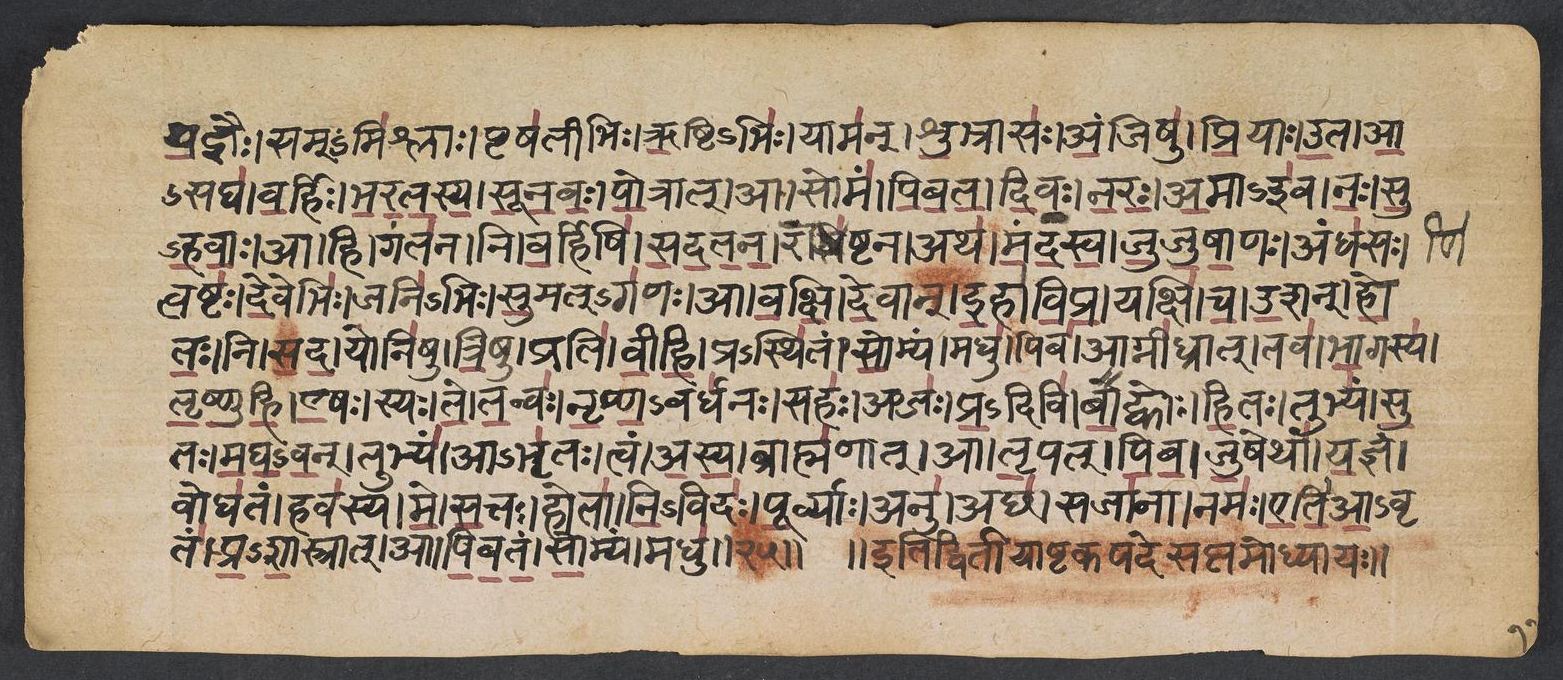 यज्ञैः।सम्ऽमिश्लाः।पृषतीभिः।ऋष्टिऽभिः।यामन्।शुभ्रासः।अंजिषु।प्रियाः।उत।आ
ऽसद्य।बर्हिः।भरतस्य।सूनवः।पोत्रात्।आ।सोमं।पिबत।दिवः।नरः।अमाऽइव।नः।सु
ऽहवाः।आ।हि।गंतन।नि।बर्हिषि।सदतन।रणिष्टन।अथ।मंदस्व।जुजुषाणः।अंधसः। णि
त्वष्टः।देवेभिः।जनिऽभिः।सुमत्ऽगणः।आ।वक्षि।देवान्।इह।विप्र।यक्षि।च।उशन्।हो
तः।नि।सद।योनिषु।त्रिषु।प्रति।वीहि।प्रऽस्थितं।सोम्यं।मधु।पिब।आग्नीध्रात्।तव।भागस्य।
तृप्णुहि।एषः।स्यः।ते।तन्वः।नृम्णऽवर्धनः।सहः।ओजः।प्रऽदिवि।बाह्वोः।हितः।तुभ्यं।सु
तः।मघऽवन्।तुभ्यं।आऽभृतः।त्वं।अस्य।ब्राह्मणात्।आ।तृपत्।पिब।जुषेथां।यज्ञं।
बोधतं।हवस्य।मे।सत्तः।होता।निऽविदः।पूर्व्याः।अनु।अछ।राजाना।नमः।एति।आऽवृ
तं।प्रऽशास्त्रात्।आ।पिबतं।सोम्यं।मधु॥२५॥ ॥इतिद्वितीयाष्टकपदे सप्तमोध्यायः॥